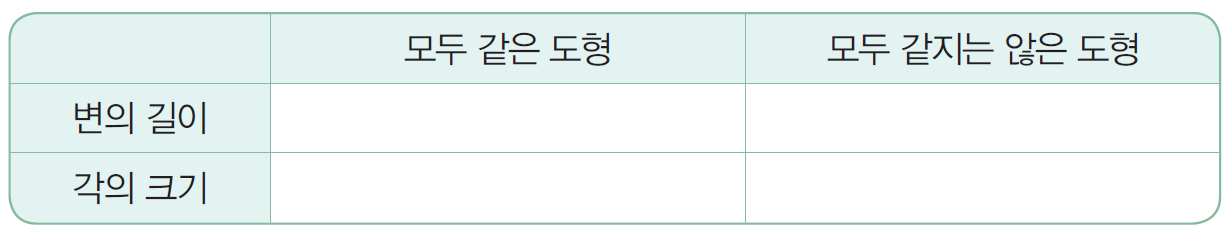 모두 같은 도형
모두 같지는 않은 도형
변의 길이
각의 크기